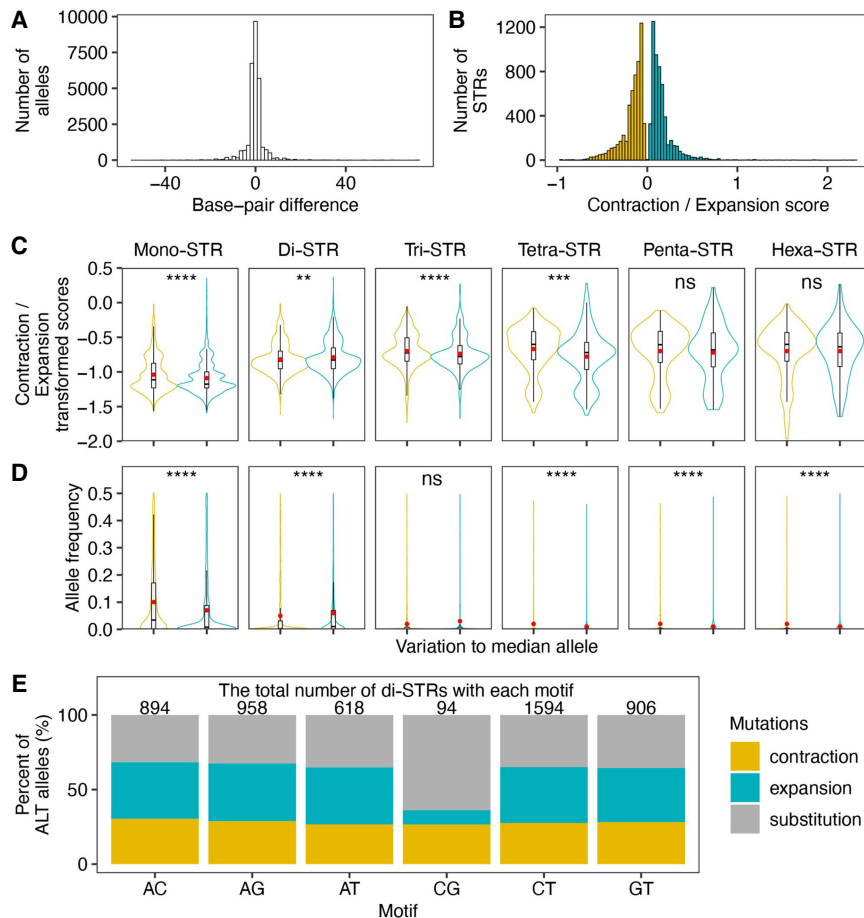 A
Number of
alleles
10000
7500
5000
2500
0
−40
0
40
Base−pair difference
B
Number of
STRs
1200
800
400
0
−1
0
1
2
Contraction / Expansion score
C
Mono−STR
Di−STR
Tri−STR
Tetra−STR
Penta−STR
Hexa−STR
Contraction /
Expansion
transformed scores
0.5
0.0
−0.5
−1.0
−1.5
−2.0
****
**
****
***
ns
ns
D
Allele frequency
0.5
0.4
0.3
0.2
0.1
0.0
****
****
ns
****
****
****
Variation to median allele
E
The total number of di−STRs with each motif
894
958
618
94
1594
906
Percent of
ALT alleles (%)
100
50
0
AC
AG
AT
CG
CT
GT
Motif
Mutations
contraction
expansion
substitution